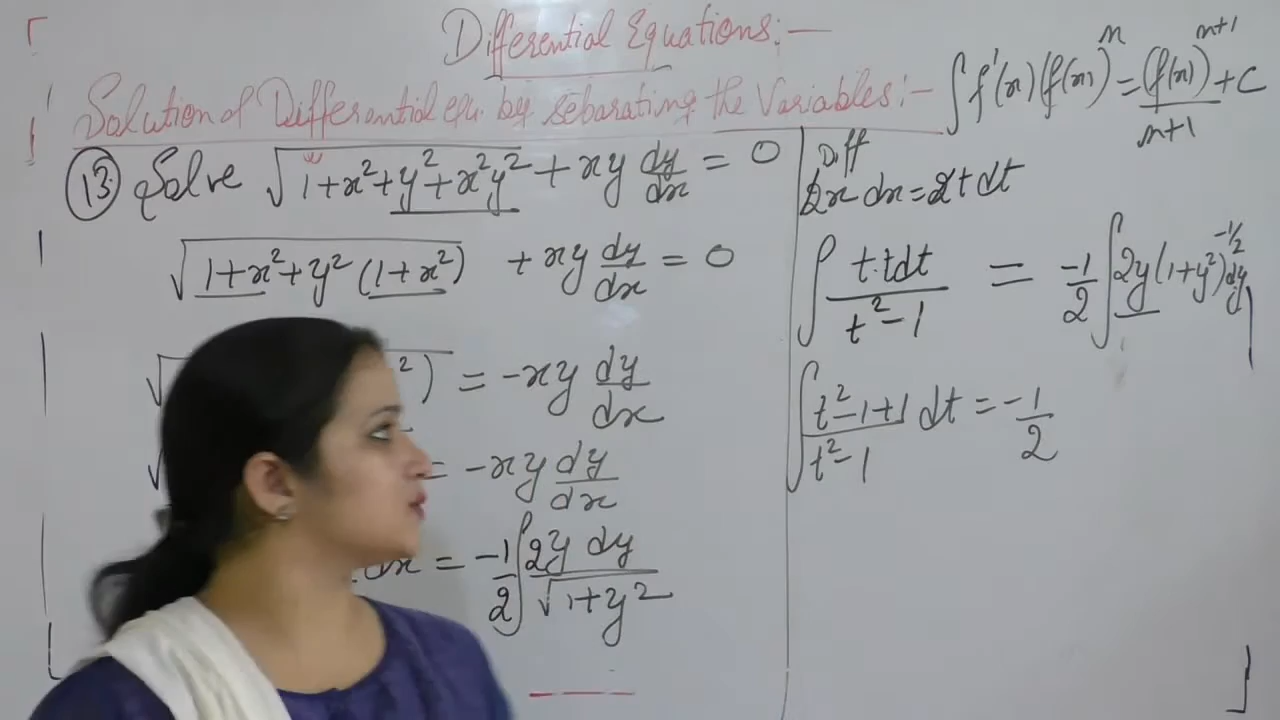 Differential Equations:—
Solution of Differential equ. by sebarating the Variables:-
∫f'(x)(f(x))^n = (f(x))^{n+1}/(n+1) + C
(13) Solve √(1+x²+y²+x²y²) + xy dy/dx = 0
√(1+x²+y²(1+x²)) + xy dy/dx = 0
²) = -xy dy/dx
= -xy dy/dx
dx = -1/2 ∫ 2y dy/√(1+y²)
Diff
2x dx = 2t dt
∫ t.t dt/(t²-1) = -1/2 ∫ 2y(1+y²)^{-1/2} dy
∫ (t²-1+1)/(t²-1) dt = -1/2